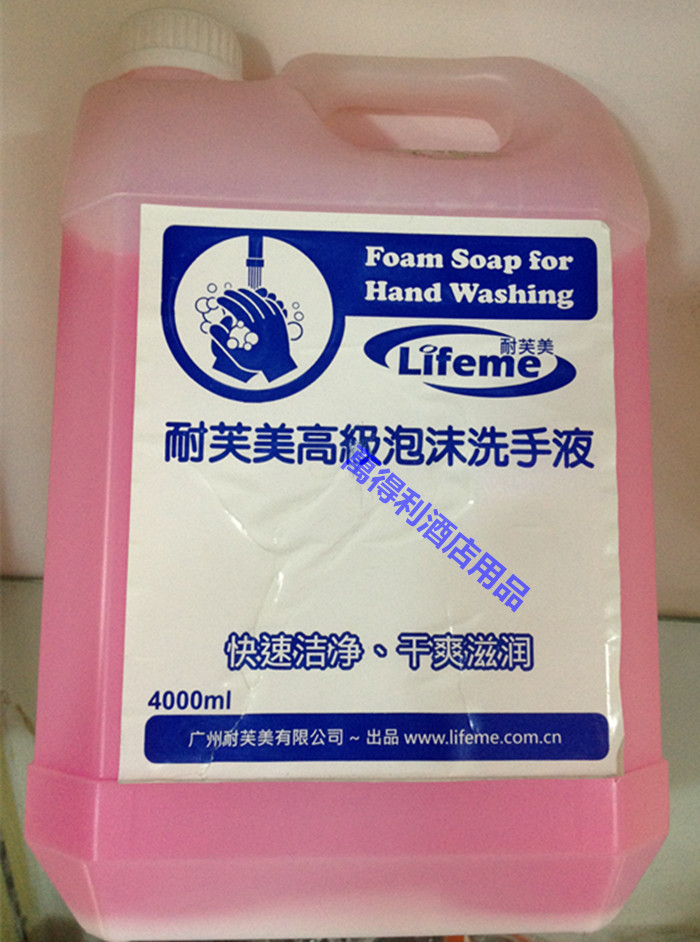 Foam Soap for
Hand Washing
耐芙美
Lifeme
耐芙美高級泡沫洗手液
萬得利酒店用品
快速洁净、干爽滋润
4000ml
广州耐芙美有限公司 ~ 出品 www.lifeme.com.cn